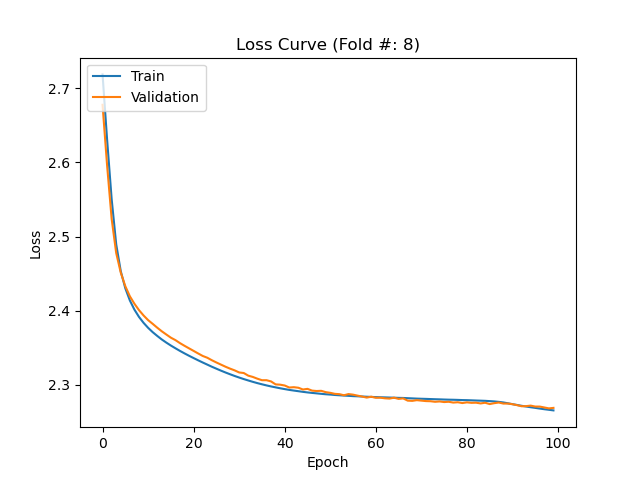 Loss Curve (Fold #: 8)
Train
Validation
2.7
2.6
2.5
2.4
2.3
Loss
0 20 40 60 80 100
Epoch